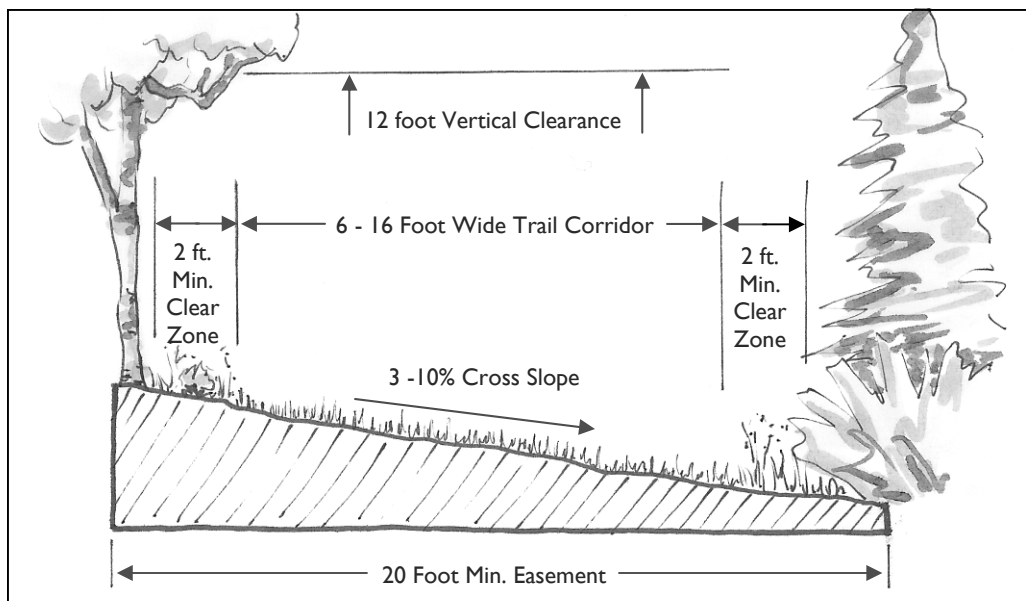 12 foot Vertical Clearance
6 - 16 Foot Wide Trail Corridor
2 ft.
Min.
Clear
Zone
2 ft.
Min.
Clear
Zone
3 -10% Cross Slope
20 Foot Min. Easement